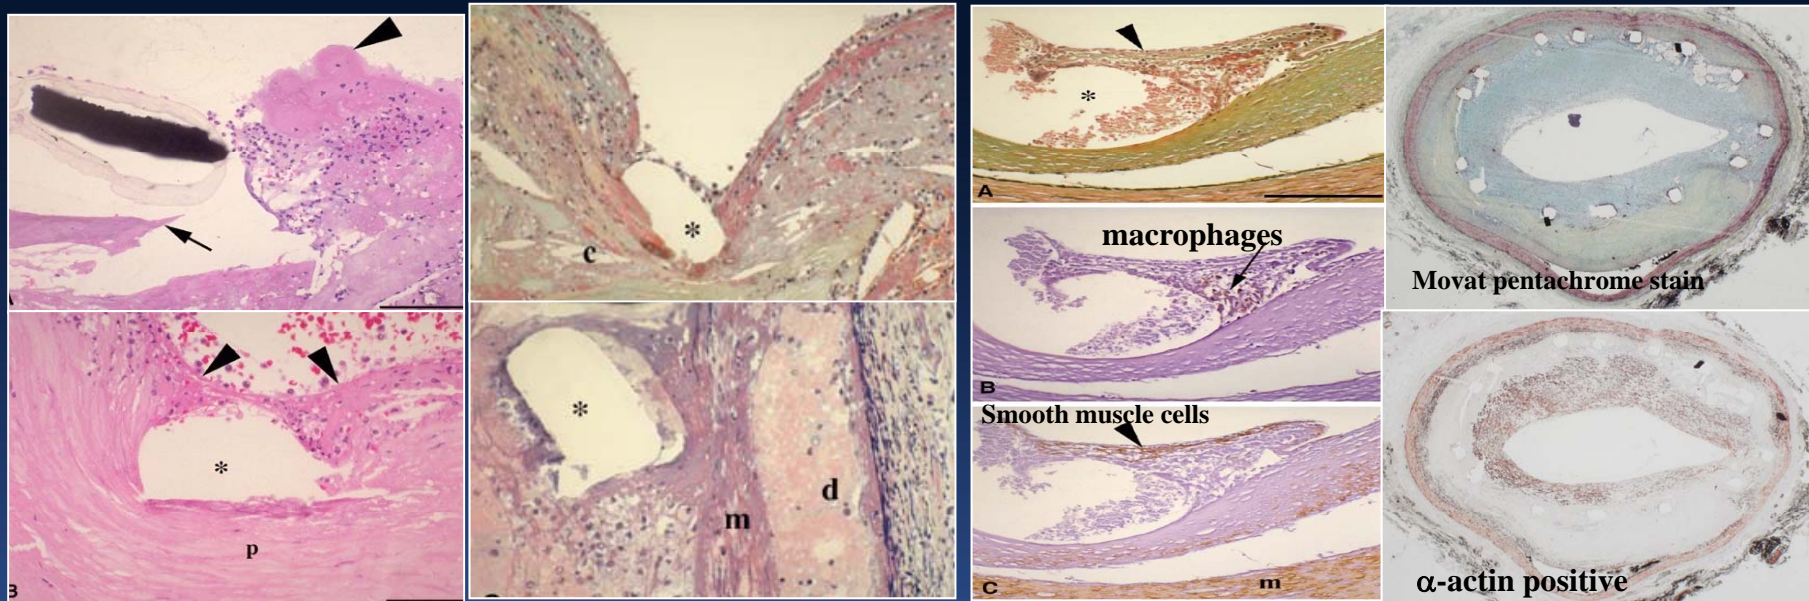 *
p
B
*
c
*
m
d
*
A
macrophages
B
Smooth muscle cells
C
m
Movat pentachrome stain
α-actin positive